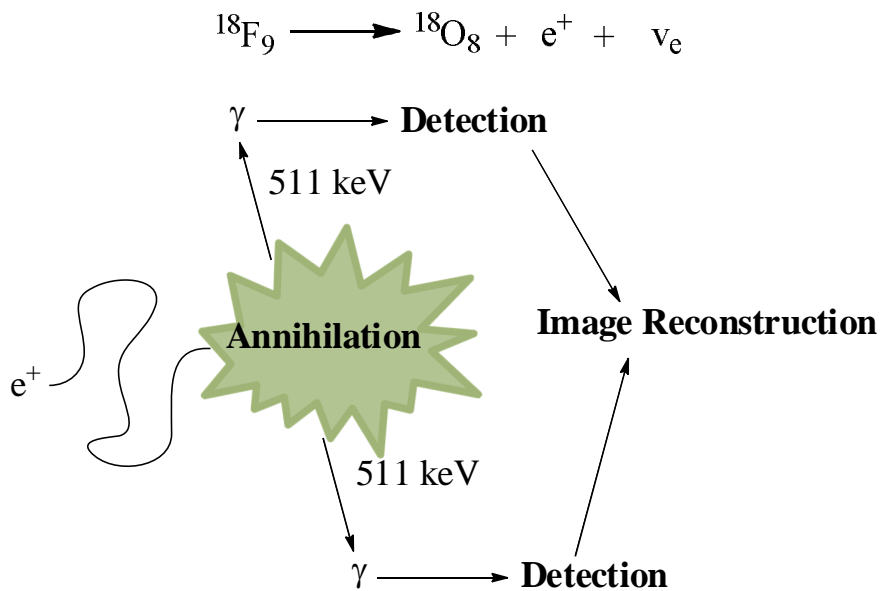 ¹⁸F₉ ⟶ ¹⁸O₈ + e⁺ + νₑ
γ → Detection
511 keV
Annihilation
Image Reconstruction
e⁺
511 keV
γ → Detection